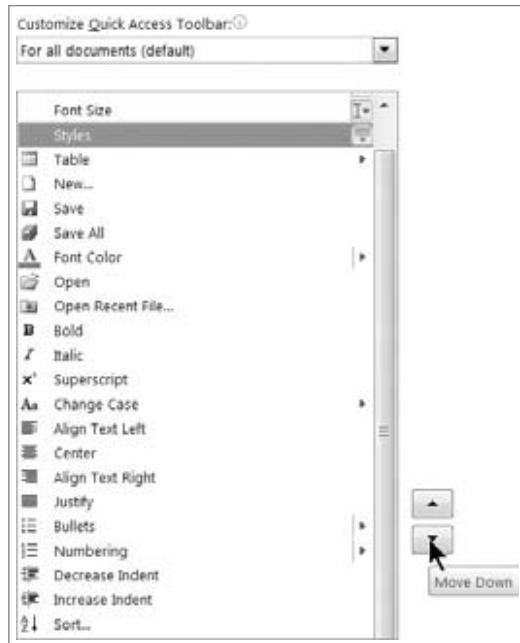 Customize Quick Access Toolbar:
For all documents (default)
Font Size
Styles
Table
New...
Save
Save All
Font Color
Open
Open Recent File...
Bold
Italic
Superscript
Change Case
Align Text Left
Center
Align Text Right
Justify
Bullets
Numbering
Decrease Indent
Increase Indent
Sort...
Move Down